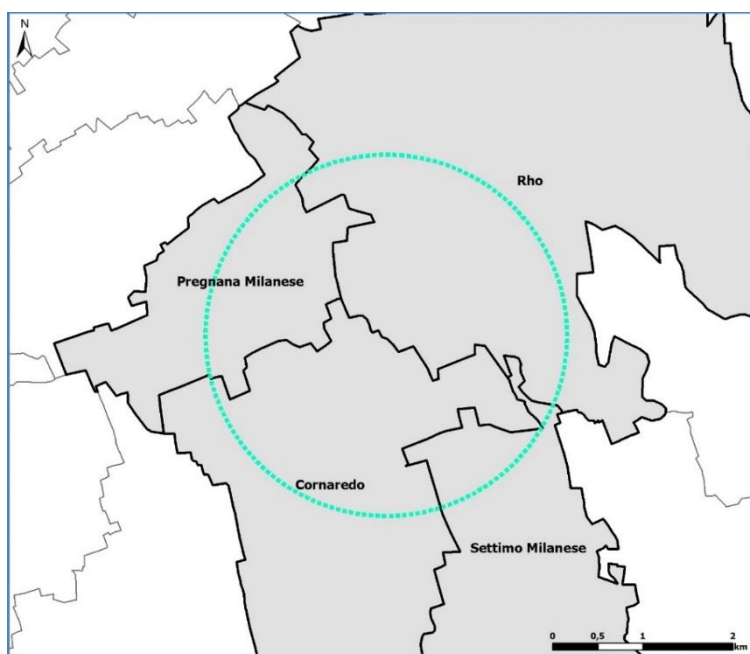 N
Rho
Pregnana Milanese
Cornaredo
Settimo Milanese
0 0,5 1 2
km